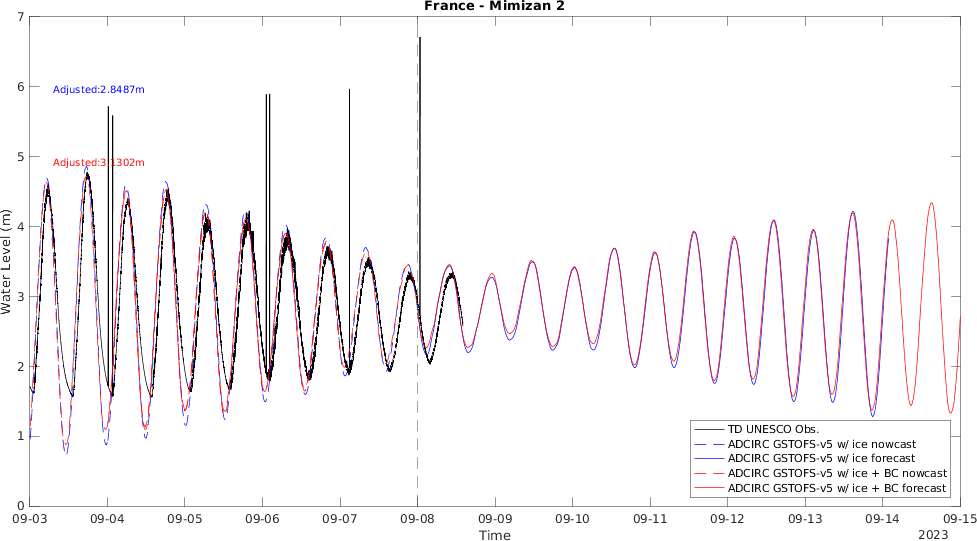 France - Mimizan 2
7
6
5
4
3
2
1
0
Water Level (m)
Adjusted:2.8487m
Adjusted:3.1302m
TD UNESCO Obs.
ADCIRC GSTOFS-v5 w/ ice nowcast
ADCIRC GSTOFS-v5 w/ ice forecast
ADCIRC GSTOFS-v5 w/ ice + BC nowcast
ADCIRC GSTOFS-v5 w/ ice + BC forecast
09-03 09-04 09-05 09-06 09-07 09-08 09-09 09-10 09-11 09-12 09-13 09-14 09-15
Time
2023